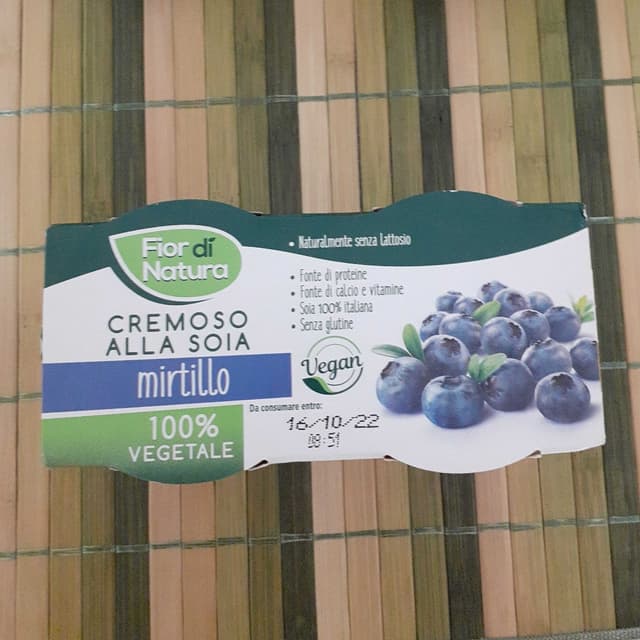 Fior di
Natura
CREMOSO
ALLA SOIA
mirtillo
100%
VEGETALE
• Naturalmente senza lattosio
• Fonte di proteine
• Fonte di calcio e vitamine
• Soia 100% italiana
• Senza glutine
Vegan
Da consumare entro:
16/10/22
08:51